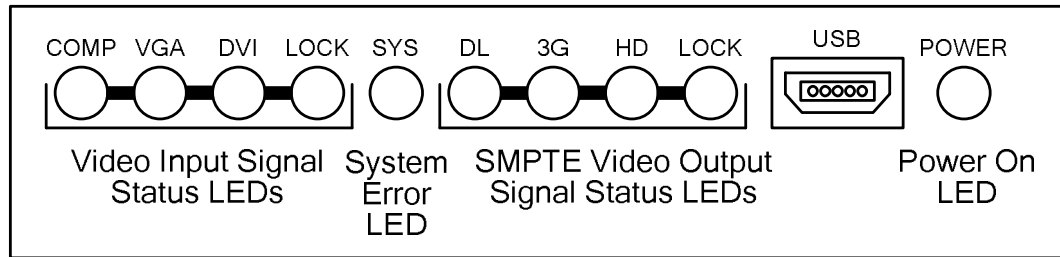 COMP VGA DVI LOCK SYS DL 3G HD LOCK USB POWER
Video Input Signal
Status LEDs
System
Error
LED
SMPTE Video Output
Signal Status LEDs
Power On
LED